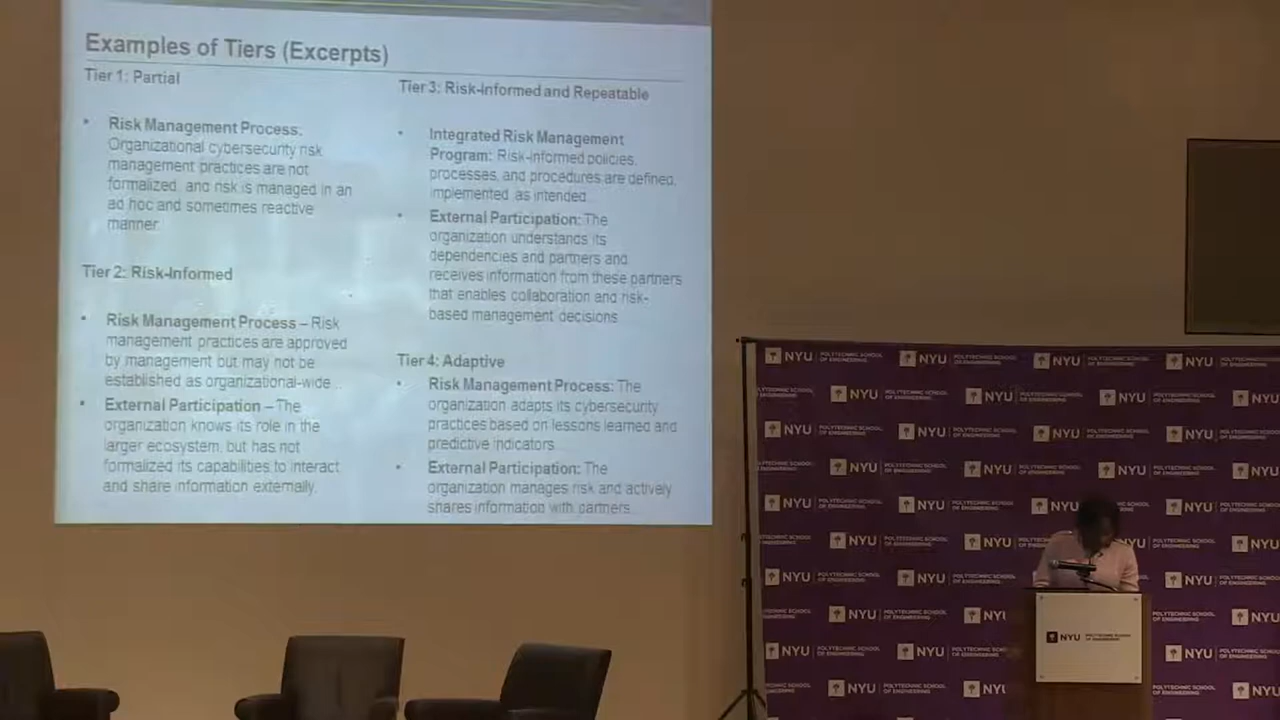 Examples of Tiers (Excerpts)
Tier 1: Partial
• Risk Management Process:
Organizational cybersecurity risk
management practices are not
formalized, and risk is managed in an
ad hoc and sometimes reactive
manner.
Tier 2: Risk-Informed
• Risk Management Process – Risk
management practices are approved
by management but may not be
established as organizational-wide...
• External Participation – The
organization knows its role in the
larger ecosystem, but has not
formalized its capabilities to interact
and share information externally.
Tier 3: Risk-Informed and Repeatable
• Integrated Risk Management
Program: Risk-informed policies,
processes, and procedures are defined,
implemented, as intended...
• External Participation: The
organization understands its
dependencies and partners and
receives information from these partners
that enables collaboration and risk-
based management decisions
Tier 4: Adaptive
• Risk Management Process: The
organization adapts its cybersecurity
practices based on lessons learned and
predictive indicators
• External Participation: The
organization manages risk and actively
shares information with partners...
NYU POLYTECHNIC SCHOOL
OF ENGINEERING
NYU POLYTECHNIC SCHOOL
OF ENGINEERING